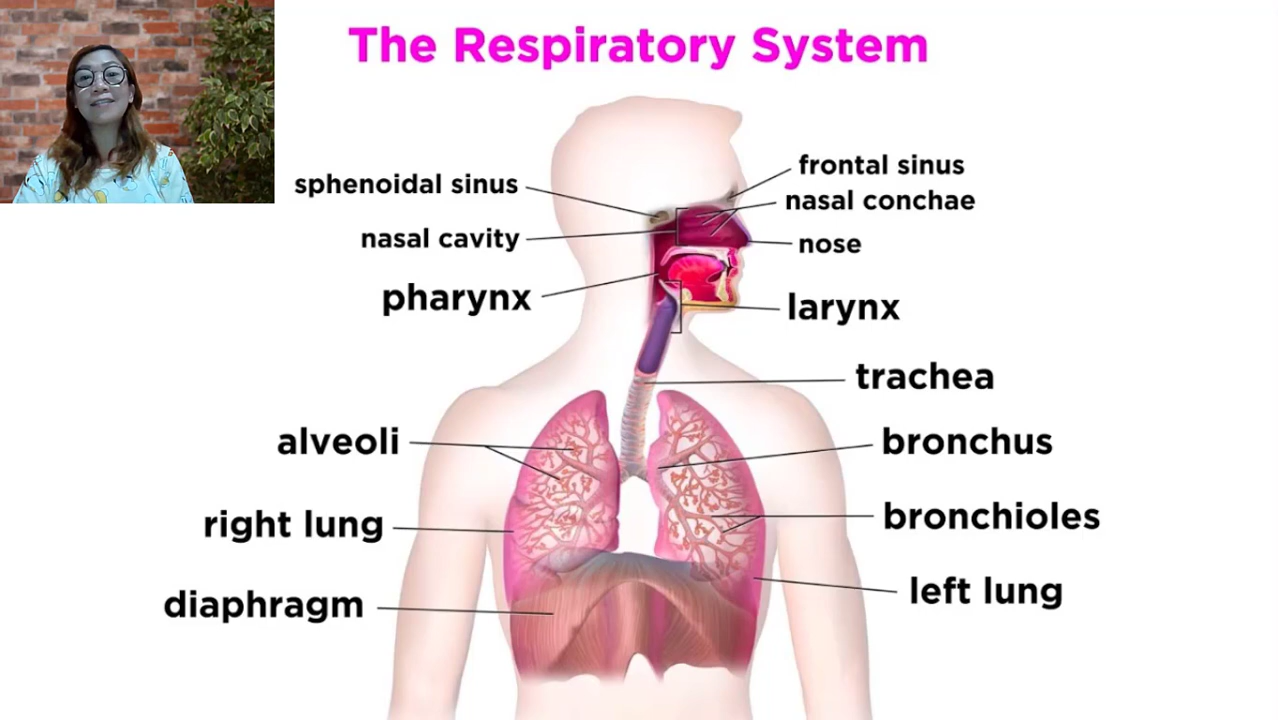 The Respiratory System
frontal sinus
sphenoidal sinus
nasal conchae
nasal cavity
nose
pharynx
larynx
trachea
alveoli
bronchus
right lung
bronchioles
diaphragm
left lung